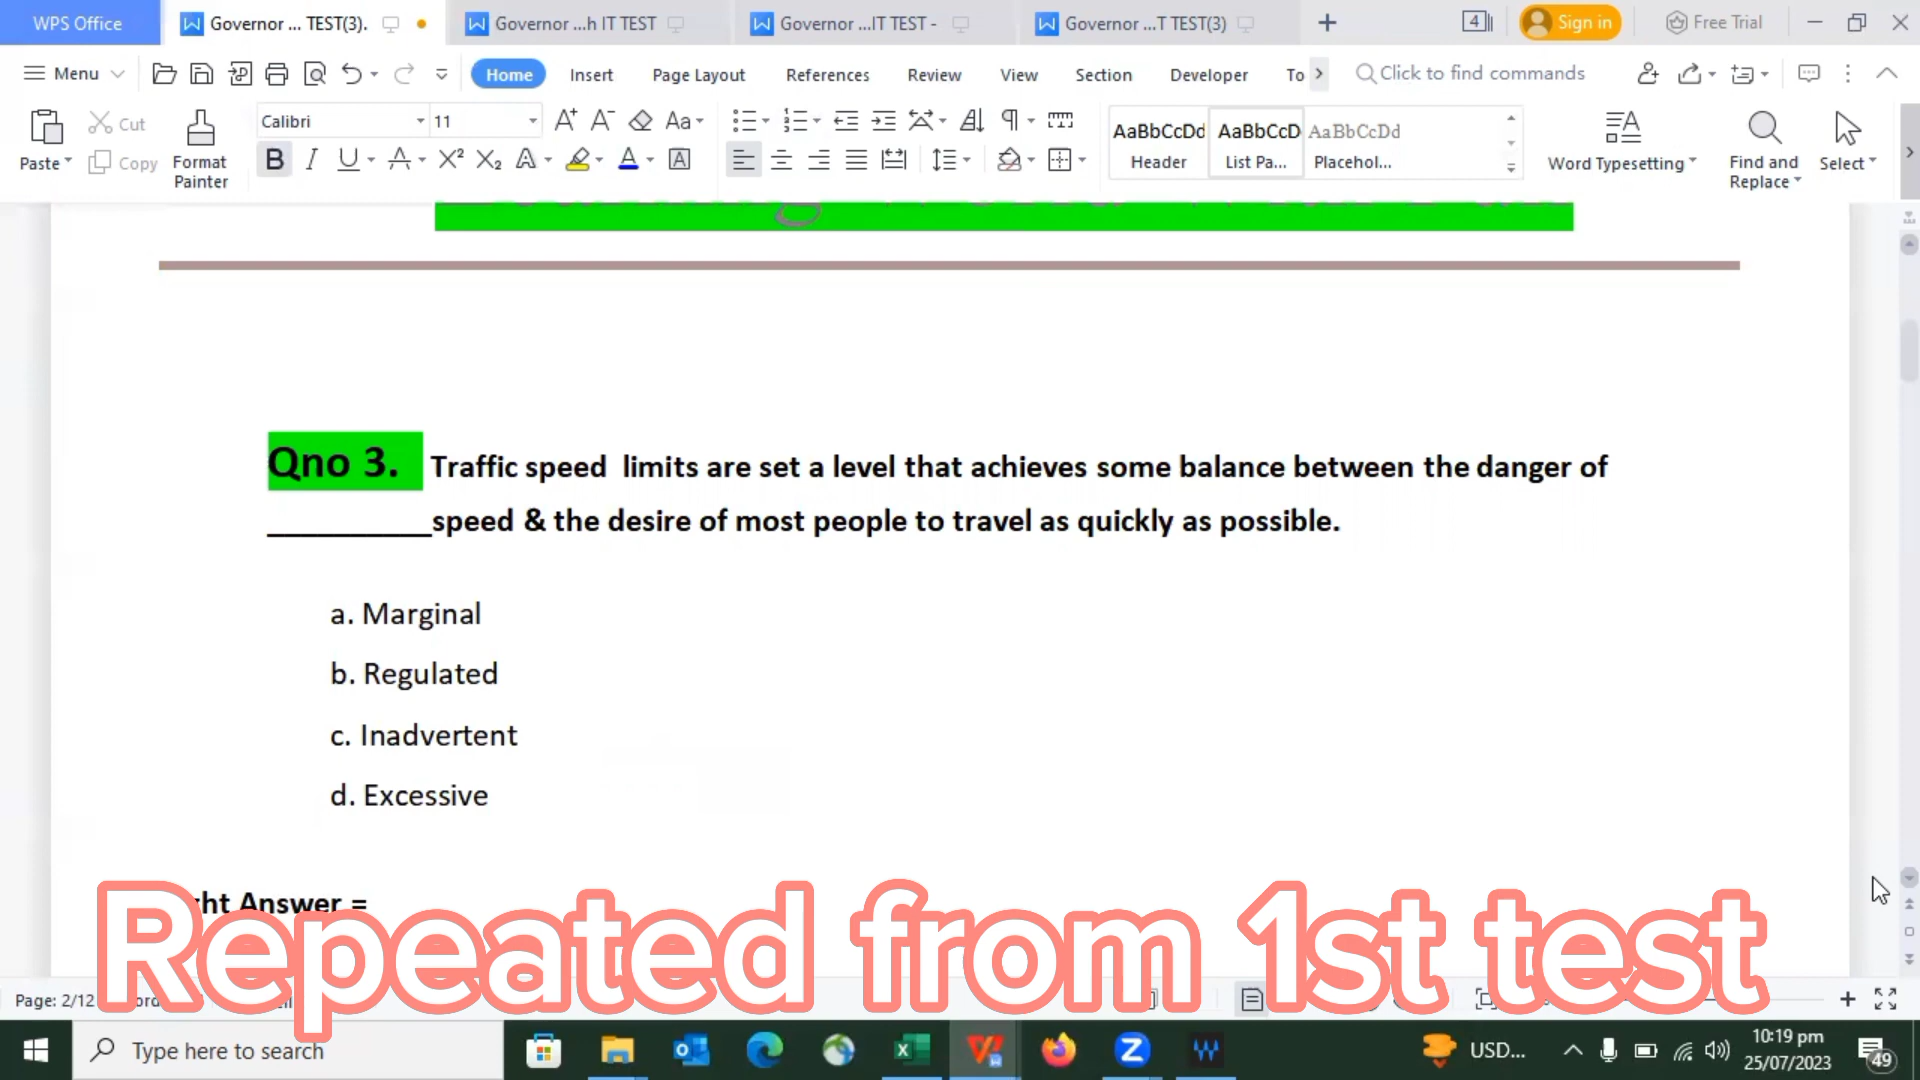 WPS Office
Governor ... TEST(3).
Governor ...h IT TEST
Governor ...IT TEST -
Governor ...T TEST(3)
4
Sign in
Free Trial
Menu
Home
Insert
Page Layout
References
Review
View
Section
Developer
To
Click to find commands
Paste
Cut
Copy
Format
Painter
Calibri
11
AaBbCcDd
Header
AaBbCcD
List Pa...
AaBbCcDd
Placehol...
Word Typesetting
Find and
Replace
Select
Qno 3. Traffic speed limits are set a level that achieves some balance between the danger of
__________speed & the desire of most people to travel as quickly as possible.
a. Marginal
b. Regulated
c. Inadvertent
d. Excessive
ght Answer =
Repeated from 1st test
Page: 2/12
Type here to search
USD...
10:19 pm
25/07/2023
49